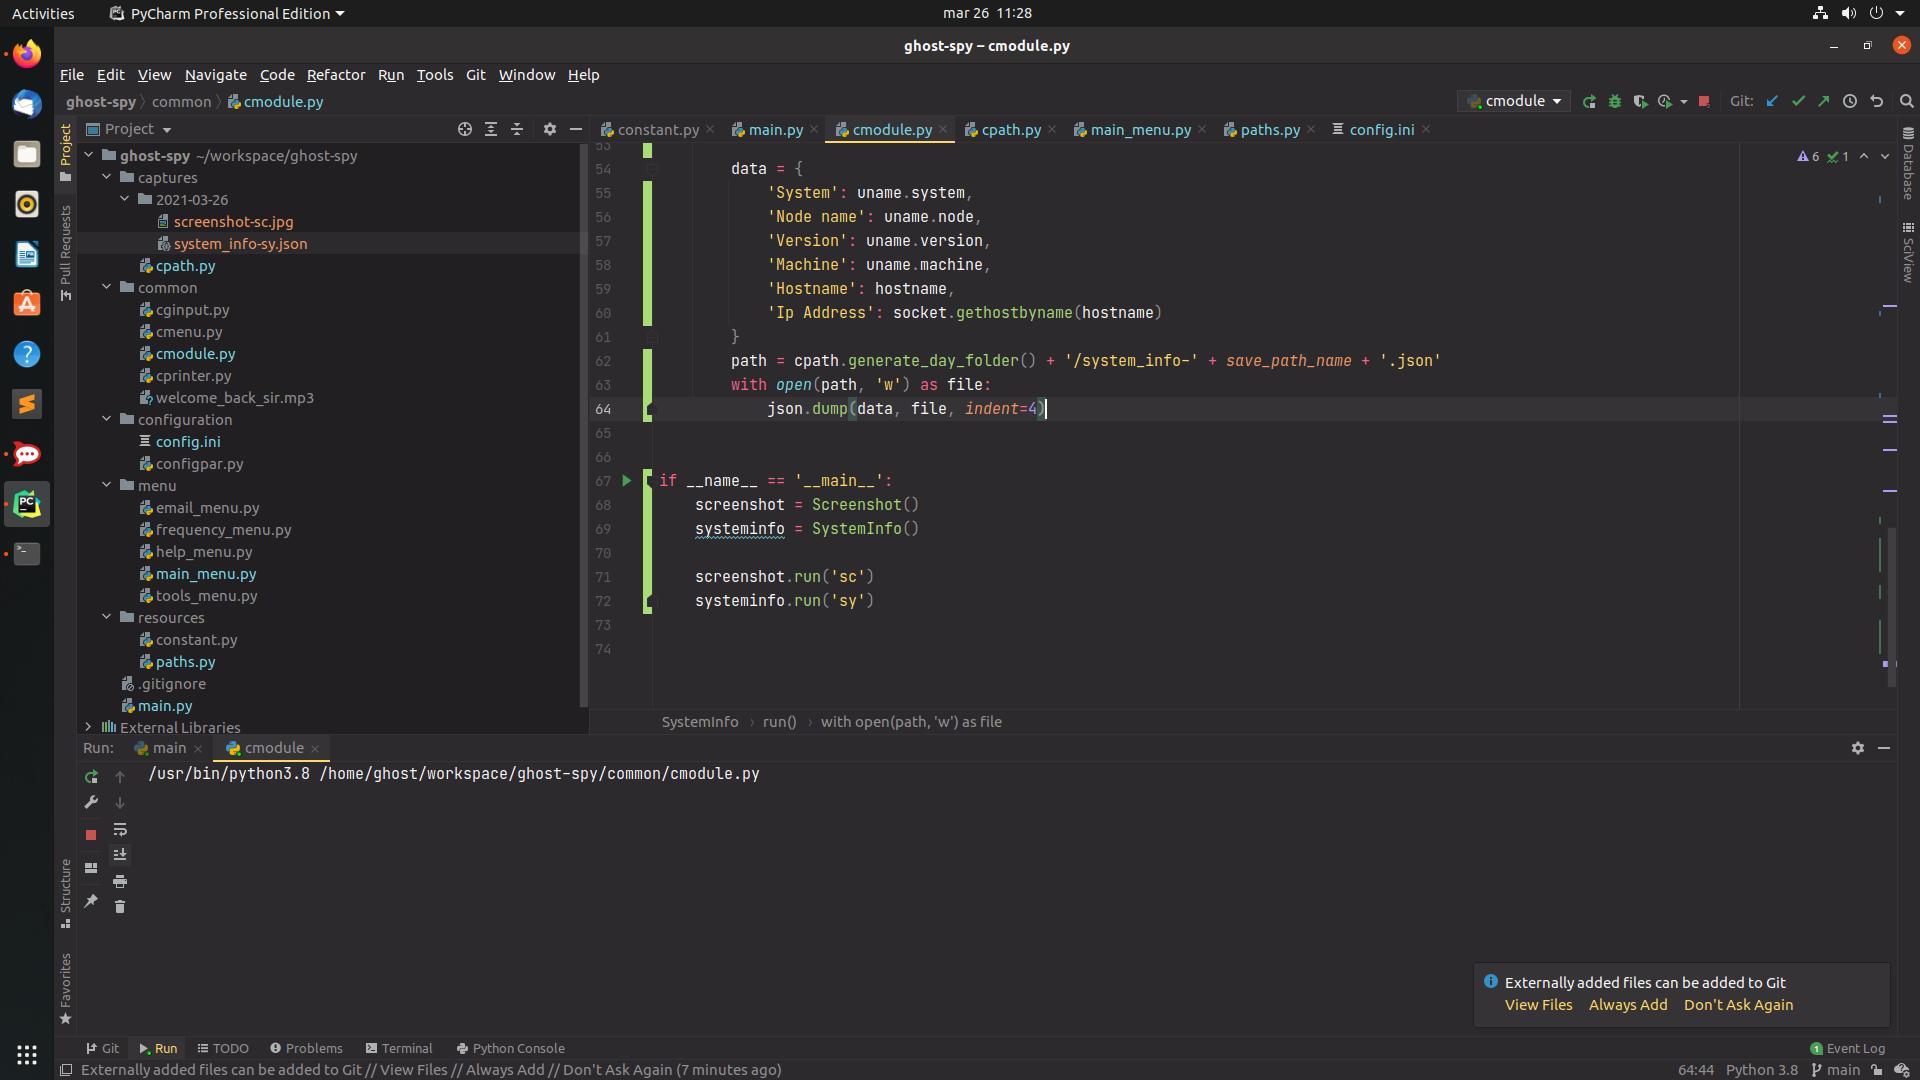 Activities PyCharm Professional Edition mar 26 11:28
ghost-spy – cmodule.py
File Edit View Navigate Code Refactor Run Tools Git Window Help
ghost-spy common cmodule.py cmodule Git:
Project
constant.py main.py cmodule.py cpath.py main_menu.py paths.py config.ini
Project
Pull Requests
Structure
Favorites
Database
SciView
ghost-spy ~/workspace/ghost-spy
captures
2021-03-26
screenshot-sc.jpg
system_info-sy.json
cpath.py
common
cginput.py
cmenu.py
cmodule.py
cprinter.py
welcome_back_sir.mp3
configuration
config.ini
configpar.py
menu
email_menu.py
frequency_menu.py
help_menu.py
main_menu.py
tools_menu.py
resources
constant.py
paths.py
.gitignore
main.py
External Libraries
6 1
53
54 data = {
55 'System': uname.system,
56 'Node name': uname.node,
57 'Version': uname.version,
58 'Machine': uname.machine,
59 'Hostname': hostname,
60 'Ip Address': socket.gethostbyname(hostname)
61 }
62 path = cpath.generate_day_folder() + '/system_info-' + save_path_name + '.json'
63 with open(path, 'w') as file:
64 json.dump(data, file, indent=4)
65
66
67 if __name__ == '__main__':
68 screenshot = Screenshot()
69 systeminfo = SystemInfo()
70
71 screenshot.run('sc')
72 systeminfo.run('sy')
73
74
SystemInfo › run() › with open(path, 'w') as file
Run: main cmodule
/usr/bin/python3.8 /home/ghost/workspace/ghost-spy/common/cmodule.py
Externally added files can be added to Git
View Files Always Add Don't Ask Again
Git Run TODO Problems Terminal Python Console 1 Event Log
Externally added files can be added to Git // View Files // Always Add // Don't Ask Again (7 minutes ago) 64:44 Python 3.8 main